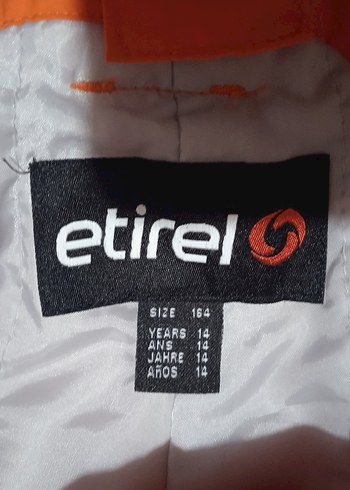 etirel
SIZE 164
YEARS 14
ANS 14
JAHRE 14
AÑOS 14